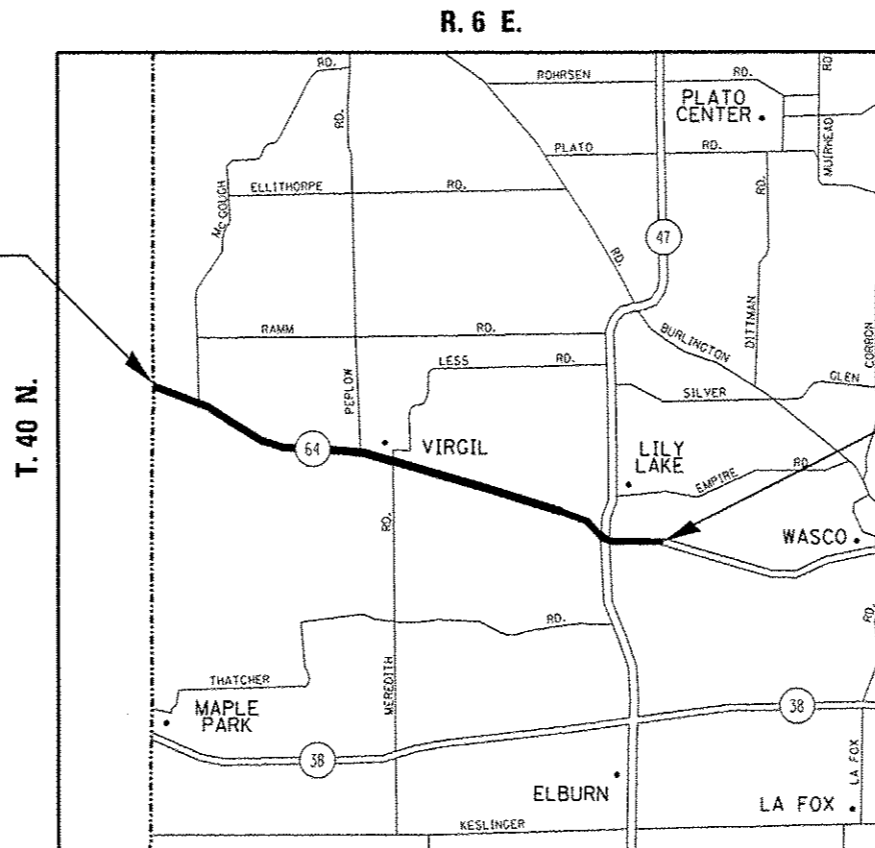 R. 6 E.
T. 40 N.
RD.
ROHRSEN RD.
RD.
PLATO
CENTER
RD.
PLATO RD.
MUIRHEAD
RD.
McGOUGH
ELLITHORPE RD.
47
RD.
DITTMAN
RAMM RD.
BURLINGTON
CORRON
LESS RD.
GLEN
PEPLOW
SILVER
64
VIRGIL
LILY
LAKE
EMPIRE RD
RD.
WASCO
RD.
RD.
THATCHER
MEREDITH
MAPLE
PARK
38
38
ELBURN
LA FOX
LA FOX
KESLINGER